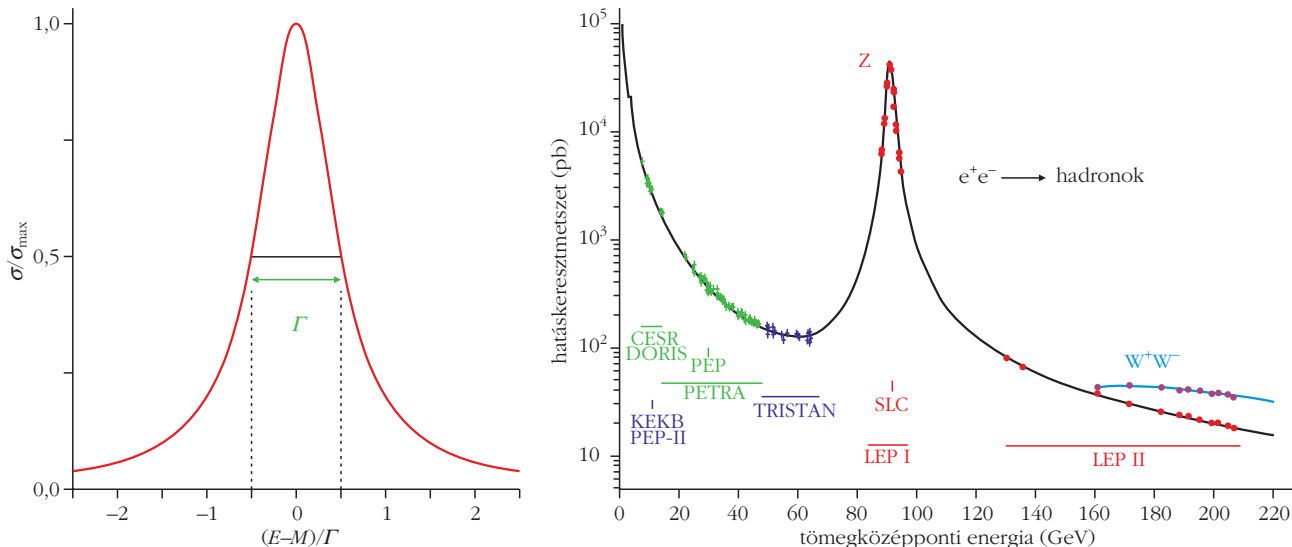 1,0
0,5
0,0
σ/σmax
Γ
–2 –1 0 1 2
(E–M)/Γ
10⁵
10⁴
10³
10²
10
hatáskeresztmetszet (pb)
Z
e⁺e⁻ ⟶ hadronok
CESR
DORIS
PEP
PETRA
KEKB
PEP-II
TRISTAN
SLC
LEP I
W⁺W⁻
LEP II
0 20 40 60 80 100 120 140 160 180 200 220
tömegközépponti energia (GeV)